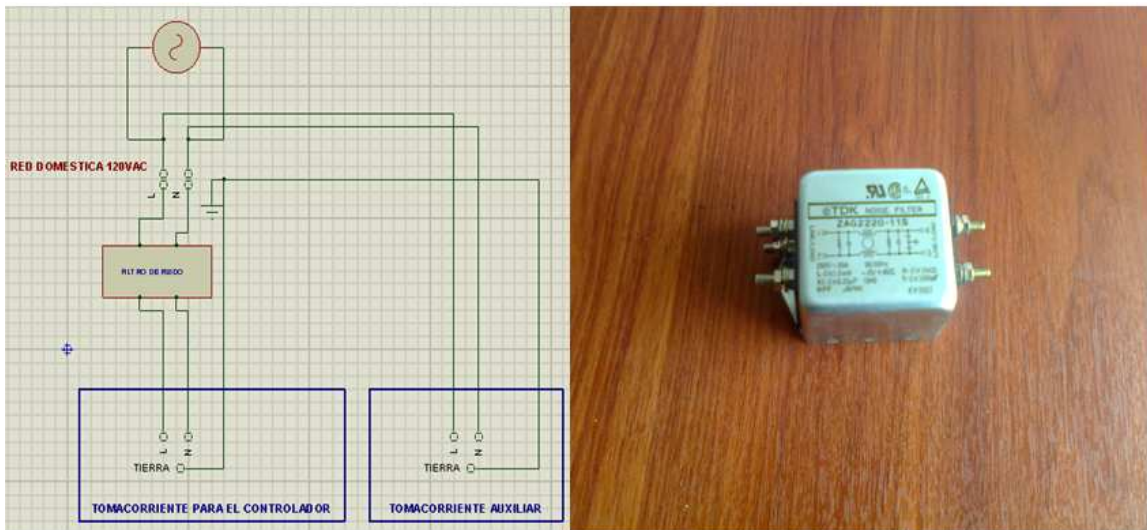 RED DOMESTICA 120VAC
L
N
FILTRO DE RUIDO
L
N
TIERRA
TOMACORRIENTE PARA EL CONTROLADOR
L
N
TIERRA
TOMACORRIENTE AUXILIAR
TDK NOISE FILTER
ZAG2220-11S